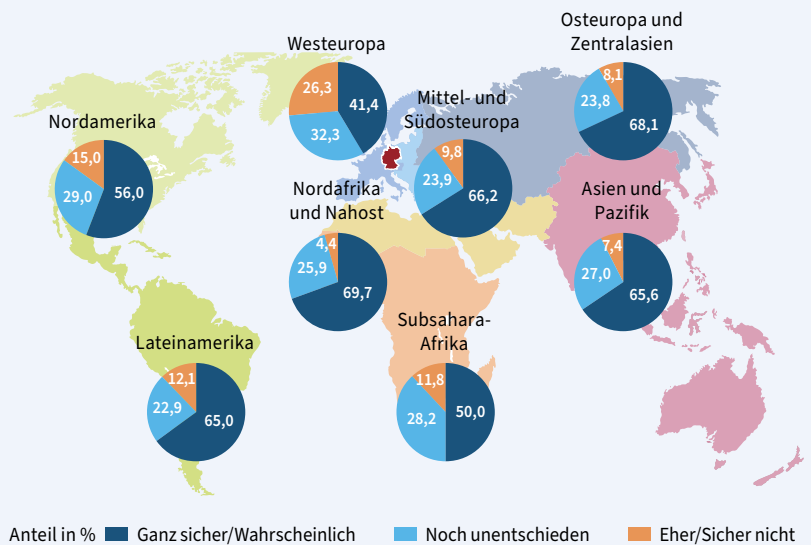 Osteuropa und
Zentralasien
8,1
23,8
68,1
Westeuropa
26,3
41,4
32,3
Mittel- und
Südosteuropa
9,8
23,9
66,2
Nordamerika
15,0
29,0
56,0
Nordafrika
und Nahost
4,4
25,9
69,7
Asien und
Pazifik
7,4
27,0
65,6
Subsahara-
Afrika
11,8
28,2
50,0
Lateinamerika
12,1
22,9
65,0
Anteil in % Ganz sicher/Wahrscheinlich Noch unentschieden Eher/Sicher nicht